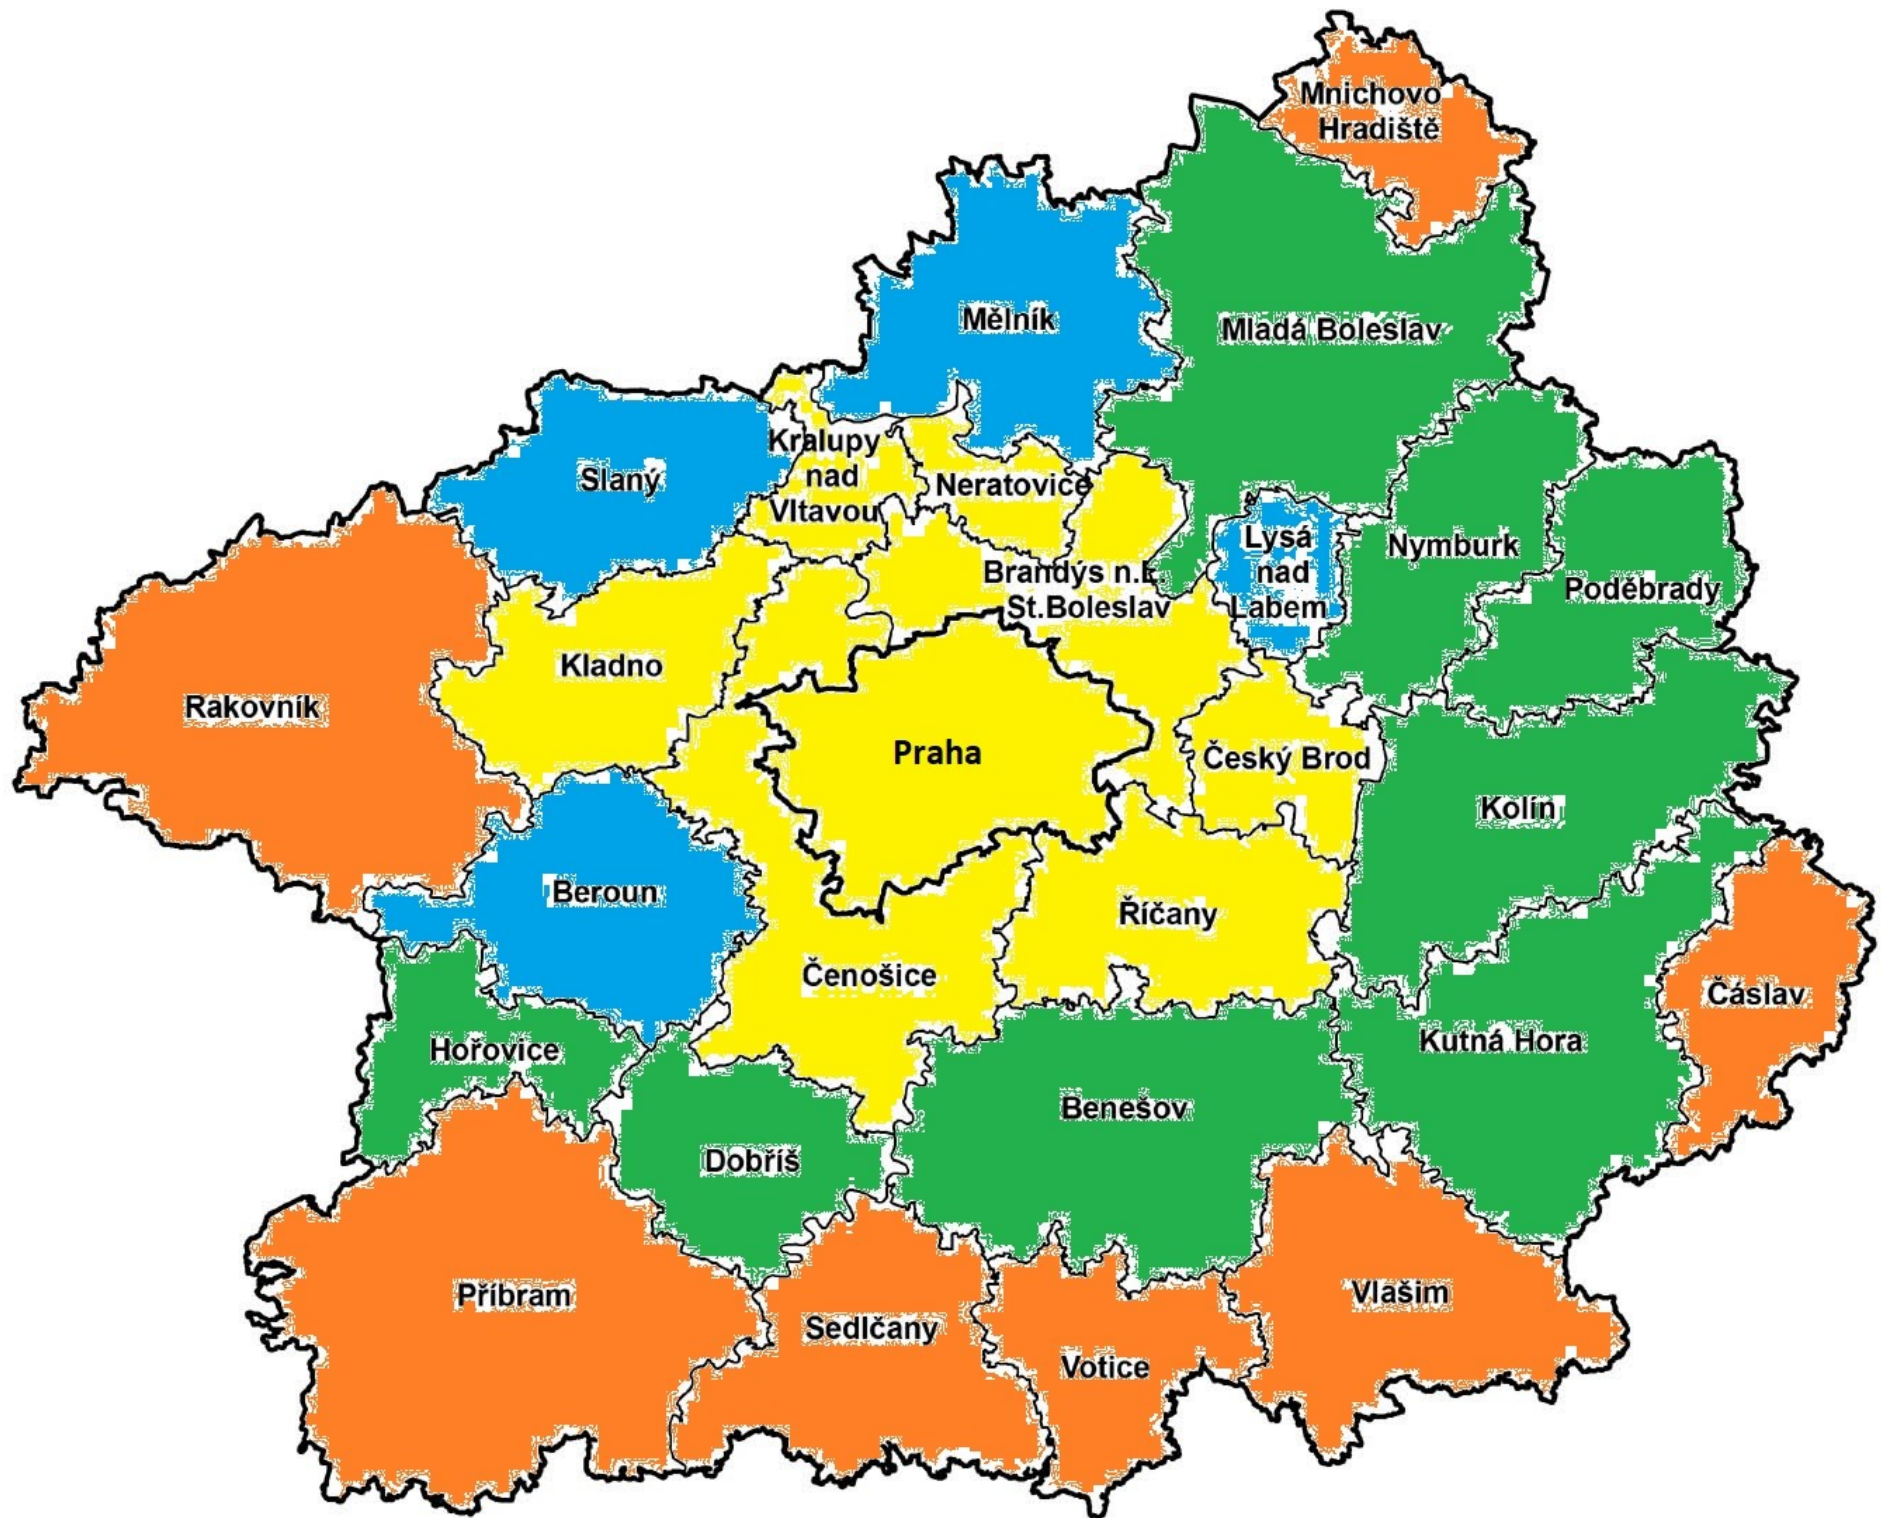 Mnichovo
Hradiště
Mělník
Mladá Boleslav
Kralupy
nad
Vltavou
Slaný
Neratovice
Lysá
nad
Labem
Nymburk
Brandýs n.L.
St.Boleslav
Poděbrady
Kladno
Rakovník
Praha
Český Brod
Kolín
Beroun
Říčany
Čenošice
Čáslav
Hořovice
Kutná Hora
Benešov
Dobříš
Příbram
Vlašim
Sedlčany
Votice